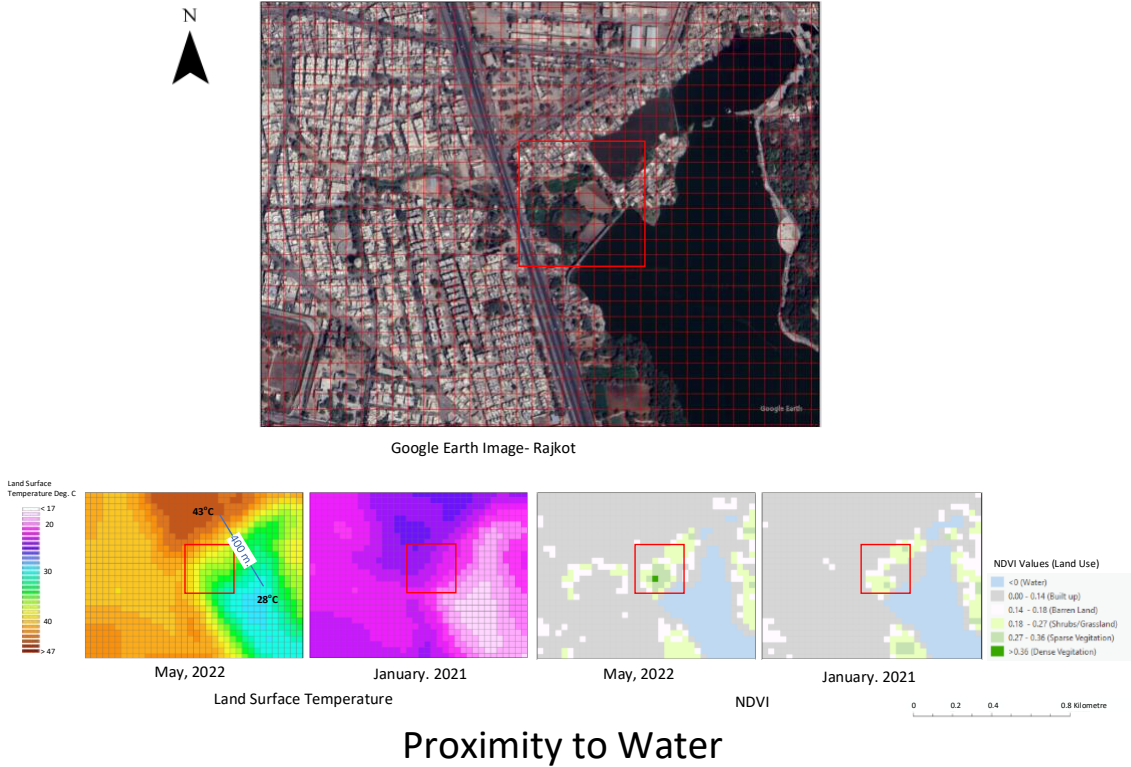 N
Google Earth
Google Earth Image- Rajkot
Land Surface
Temperature Deg. C
< 17
20
30
40
> 47
43°C
400 m.
28°C
May, 2022
January. 2021
Land Surface Temperature
May, 2022
January. 2021
NDVI
NDVI Values (Land Use)
<0 (Water)
0.00 - 0.14 (Built up)
0.14 - 0.18 (Barren Land)
0.18 - 0.27 (Shrubs/Grassland)
0.27 - 0.36 (Sparse Vegitation)
>0.36 (Dense Vegitation)
0 0.2 0.4 0.8 Kilometre
Proximity to Water